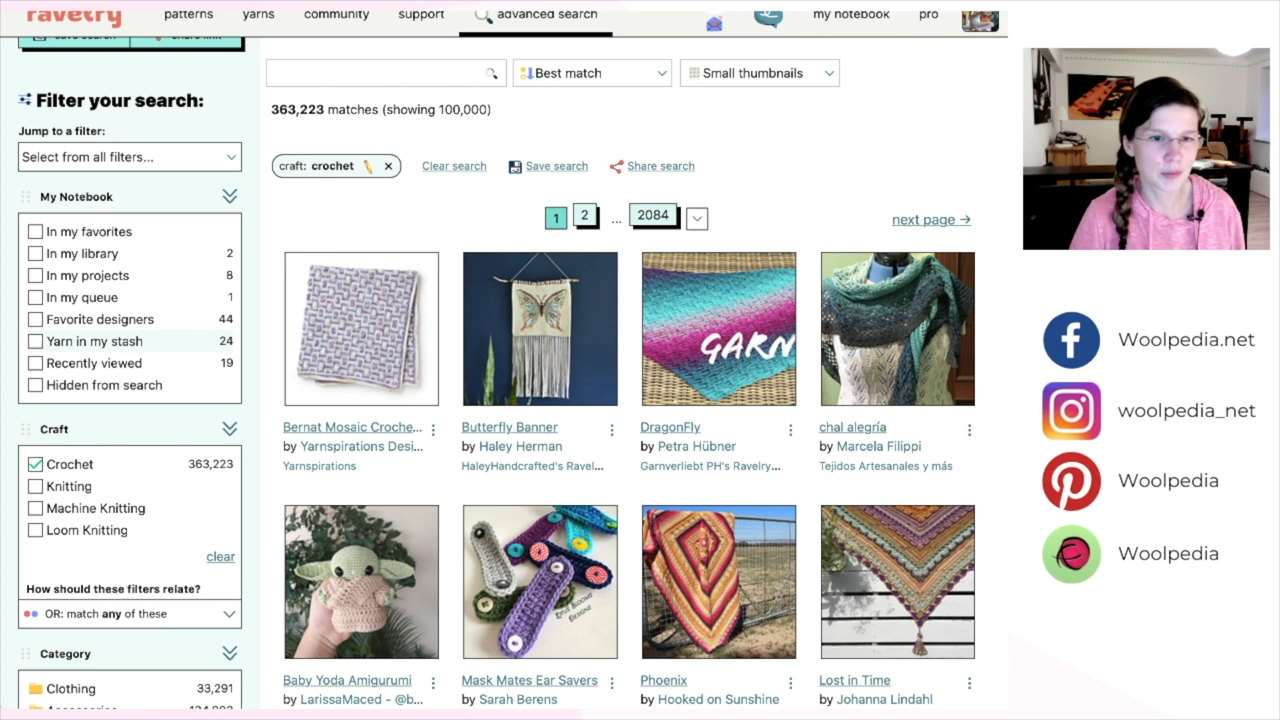 ravelry
patterns
yarns
community
support
advanced search
my notebook
pro
save search
share link
Filter your search:
Jump to a filter:
Select from all filters...
My Notebook
In my favorites
In my library 2
In my projects 8
In my queue 1
Favorite designers 44
Yarn in my stash 24
Recently viewed 19
Hidden from search
Craft
Crochet 363,223
Knitting
Machine Knitting
Loom Knitting
clear
How should these filters relate?
OR: match any of these
Category
Clothing 33,291
Best match
Small thumbnails
363,223 matches (showing 100,000)
craft: crochet
Clear search
Save search
Share search
1 2 ... 2084
next page →
GARN
Bernat Mosaic Croche...
by Yarnspirations Desi...
Yarnspirations
Butterfly Banner
by Haley Herman
HaleyHandcrafted's Ravel...
DragonFly
by Petra Hübner
Garnverliebt PH's Ravelry...
chal alegría
by Marcela Filippi
Tejidos Artesanales y más
Baby Yoda Amigurumi
by LarissaMaced - @b...
Mask Mates Ear Savers
by Sarah Berens
Phoenix
by Hooked on Sunshine
Lost in Time
by Johanna Lindahl
Woolpedia.net
woolpedia_net
Woolpedia
Woolpedia